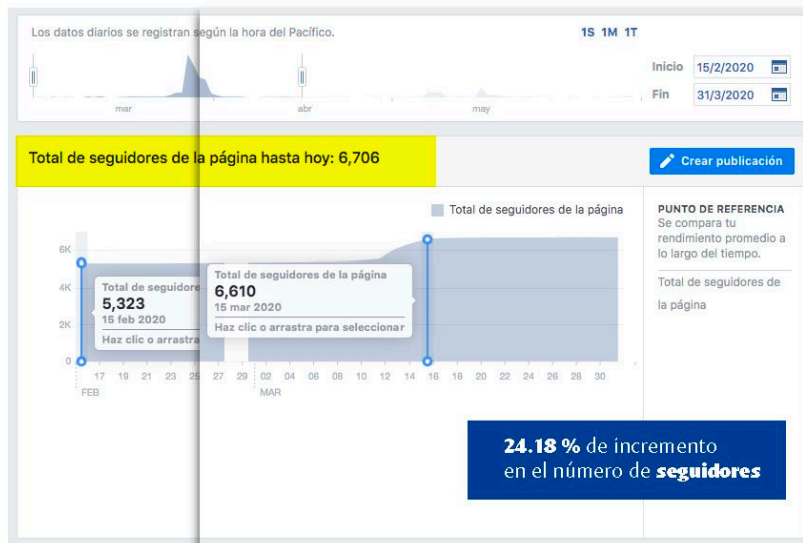 Los datos diarios se registran según la hora del Pacífico.
1S 1M 1T
Inicio 15/2/2020
Fin 31/3/2020
mar abr may
Total de seguidores de la página hasta hoy: 6,706
Crear publicación
Total de seguidores de la página
PUNTO DE REFERENCIA
Se compara tu
rendimiento promedio a
lo largo del tiempo.
Total de seguidores de
la página
6K
4K
2K
0
Total de seguidore
5,323
15 feb 2020
Haz clic o arrastra
Total de seguidores de la página
6,610
15 mar 2020
Haz clic o arrastra para seleccionar
17 19 21 23 25 27 29 02 04 06 08 10 12 14 16 18 20 22 24 26 28 30
FEB MAR
24.18 % de incremento
en el número de seguidores